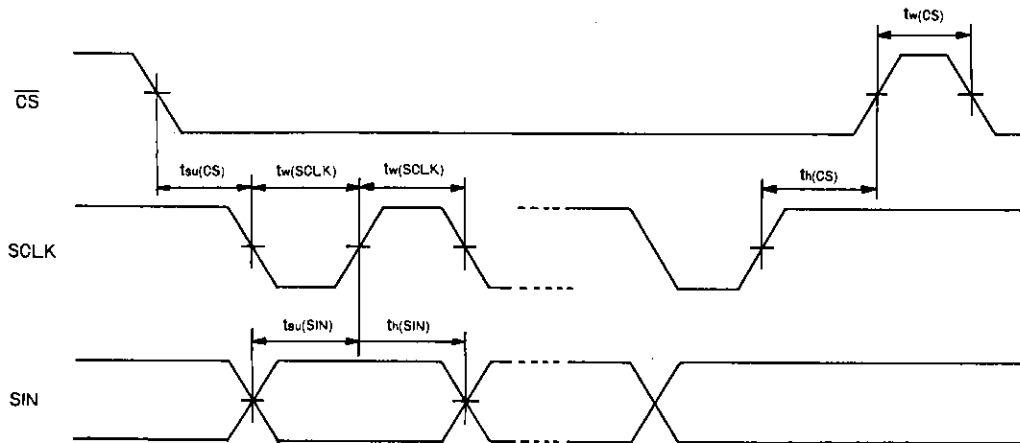 tw(CS)
CS
tsu(CS) tw(SCLK) tw(SCLK) th(CS)
SCLK
tsu(SIN) th(SIN)
SIN